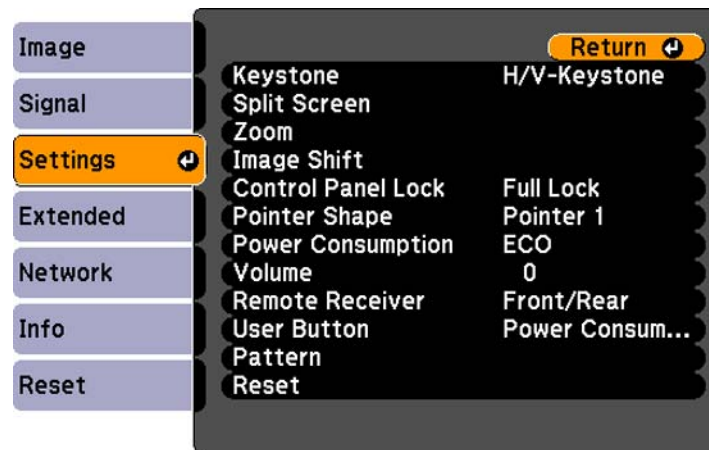 Image
Signal
Settings
Extended
Network
Info
Reset
Return
Keystone H/V-Keystone
Split Screen
Zoom
Image Shift
Control Panel Lock Full Lock
Pointer Shape Pointer 1
Power Consumption ECO
Volume 0
Remote Receiver Front/Rear
User Button Power Consum...
Pattern
Reset